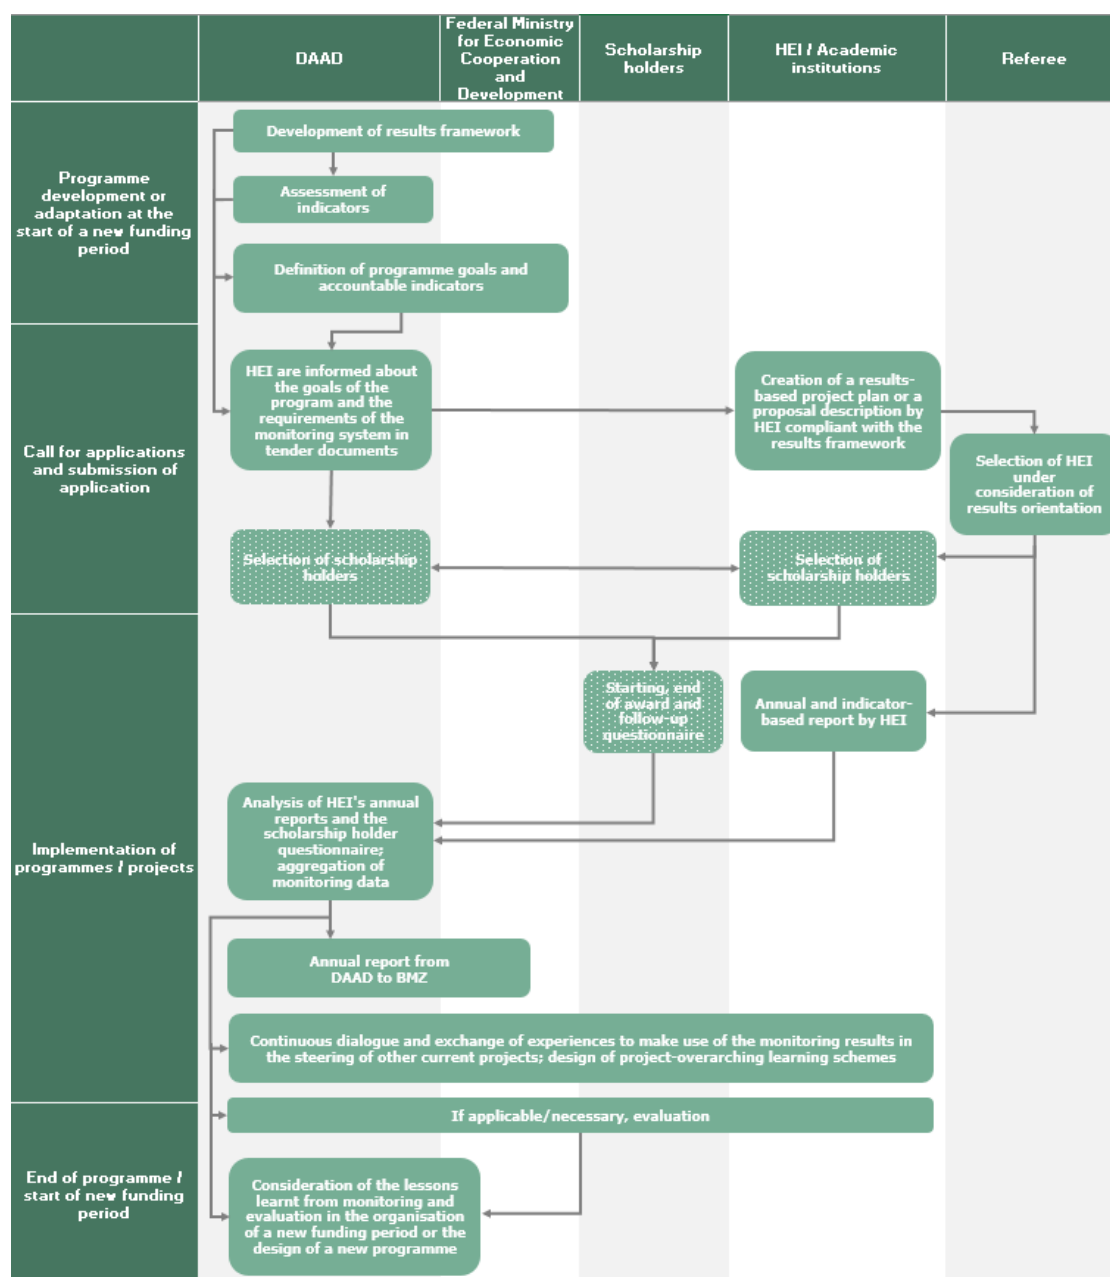 DAAD
Federal Ministry
for Economic
Cooperation
and
Development
Scholarship
holders
HEI / Academic
institutions
Referee
Programme
development or
adaptation at the
start of a new funding
period
Development of results framework
Assessment of
indicators
Definition of programme goals and
accountable indicators
Call for applications
and submission of
application
HEI are informed about
the goals of the
program and the
requirements of the
monitoring system in
tender documents
Creation of a results-
based project plan or a
proposal description by
HEI compliant with the
results framework
Selection of HEI
under
consideration of
results orientation
Selection of scholarship
holders
Selection of
scholarship holders
Implementation of
programmes / projects
Starting, end
of award and
follow-up
questionnaire
Annual and indicator-
based report by HEI
Analysis of HEI's annual
reports and the
scholarship holder
questionnaire;
aggregation of
monitoring data
Annual report from
DAAD to BMZ
Continuous dialogue and exchange of experiences to make use of the monitoring results in
the steering of other current projects; design of project-overarching learning schemes
End of programme /
start of new funding
period
If applicable/necessary, evaluation
Consideration of the lessons
learnt from monitoring and
evaluation in the organisation
of a new funding period or the
design of a new programme